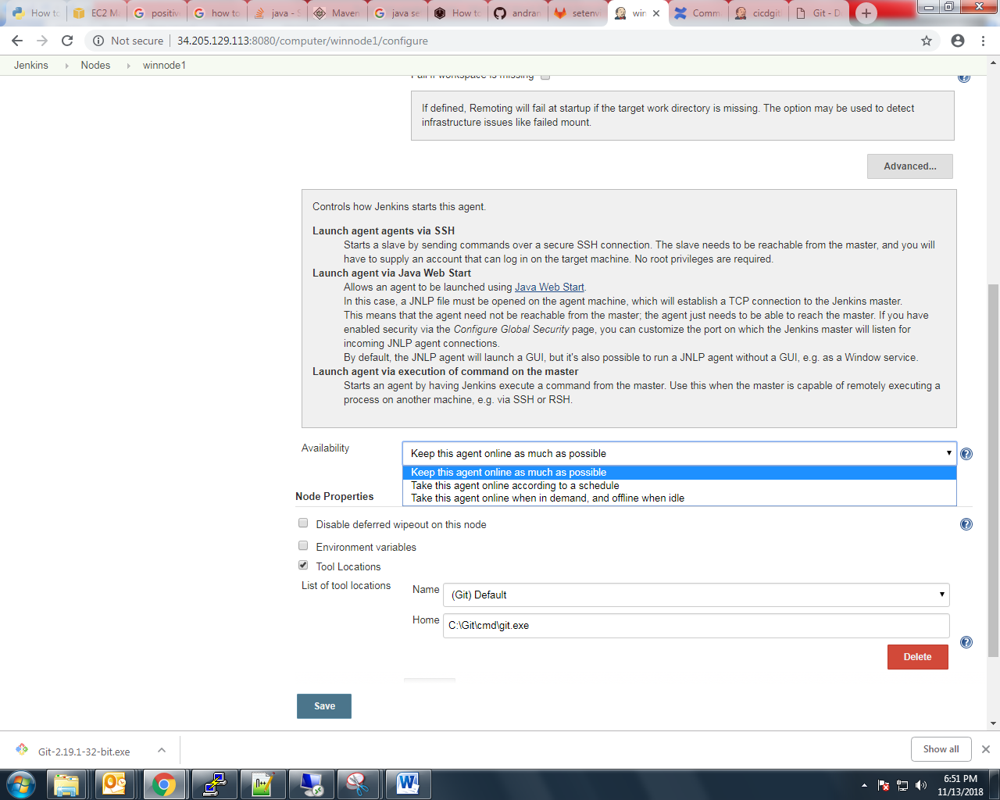 How to
EC2 M
positiv
how to
java - S
Maven
java se
How to
andran
setenv
win
Comm
cicdgit
Git - D
Not secure
34.205.129.113:8080/computer/winnode1/configure
Jenkins
Nodes
winnode1
Fail if workspace is missing
If defined, Remoting will fail at startup if the target work directory is missing. The option may be used to detect
infrastructure issues like failed mount.
Advanced...
Controls how Jenkins starts this agent.
Launch agent agents via SSH
Starts a slave by sending commands over a secure SSH connection. The slave needs to be reachable from the master, and you will
have to supply an account that can log in on the target machine. No root privileges are required.
Launch agent via Java Web Start
Allows an agent to be launched using Java Web Start.
In this case, a JNLP file must be opened on the agent machine, which will establish a TCP connection to the Jenkins master.
This means that the agent need not be reachable from the master; the agent just needs to be able to reach the master. If you have
enabled security via the Configure Global Security page, you can customize the port on which the Jenkins master will listen for
incoming JNLP agent connections.
By default, the JNLP agent will launch a GUI, but it's also possible to run a JNLP agent without a GUI, e.g. as a Window service.
Launch agent via execution of command on the master
Starts an agent by having Jenkins execute a command from the master. Use this when the master is capable of remotely executing a
process on another machine, e.g. via SSH or RSH.
Availability
Keep this agent online as much as possible
Keep this agent online as much as possible
Take this agent online according to a schedule
Take this agent online when in demand, and offline when idle
Node Properties
Disable deferred wipeout on this node
Environment variables
Tool Locations
List of tool locations
Name
(Git) Default
Home
C:\Git\cmd\git.exe
Delete
Save
Git-2.19.1-32-bit.exe
Show all
6:51 PM
11/13/2018